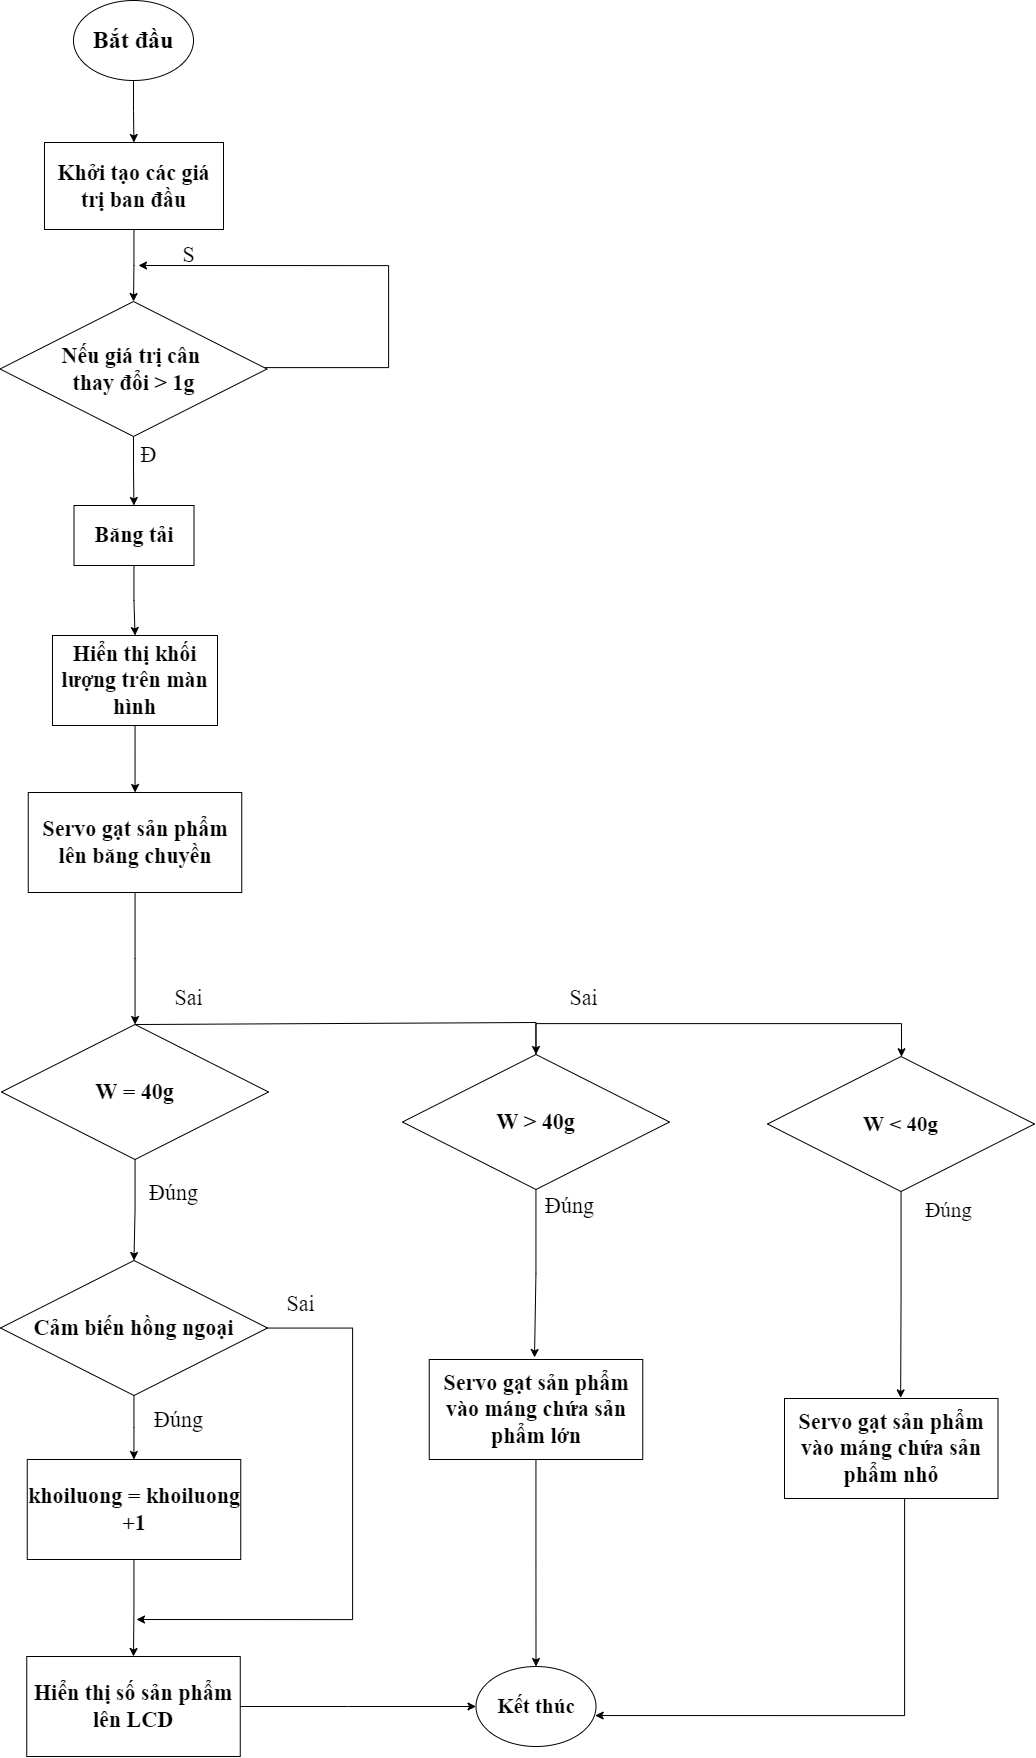 Bắt đầu
Khởi tạo các giá
trị ban đầu
S
Nếu giá trị cân
thay đổi > 1g
Đ
Băng tải
Hiển thị khối
lượng trên màn
hình
Servo gạt sản phẩm
lên băng chuyền
Sai
Sai
W = 40g
W > 40g
W < 40g
Đúng
Đúng
Đúng
Cảm biến hồng ngoại
Sai
Đúng
Servo gạt sản phẩm
vào máng chứa sản
phẩm lớn
Servo gạt sản phẩm
vào máng chứa sản
phẩm nhỏ
khoiluong = khoiluong
+1
Hiển thị số sản phẩm
lên LCD
Kết thúc